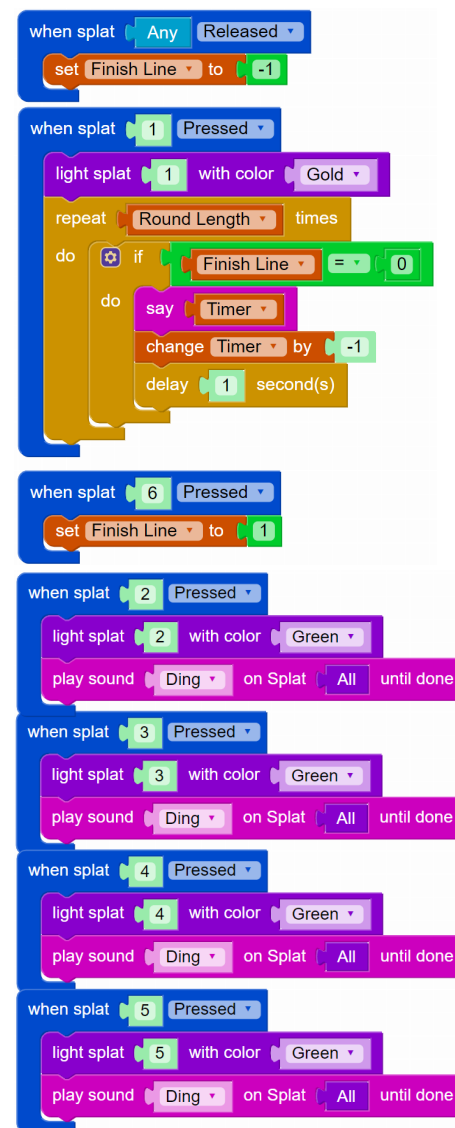 when splat Any Released
set Finish Line to -1
when splat 1 Pressed
light splat 1 with color Gold
repeat Round Length times
do if Finish Line = 0
do say Timer
change Timer by -1
delay 1 second(s)
when splat 6 Pressed
set Finish Line to 1
when splat 2 Pressed
light splat 2 with color Green
play sound Ding on Splat All until done
when splat 3 Pressed
light splat 3 with color Green
play sound Ding on Splat All until done
when splat 4 Pressed
light splat 4 with color Green
play sound Ding on Splat All until done
when splat 5 Pressed
light splat 5 with color Green
play sound Ding on Splat All until done